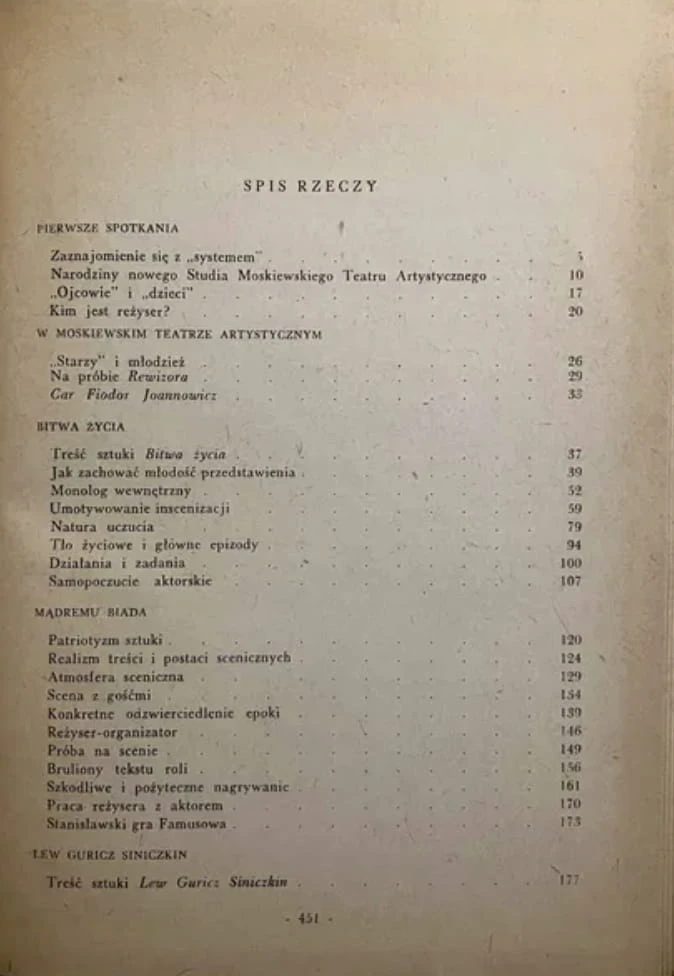 SPIS RZECZY
PIERWSZE SPOTKANIA
Zaznajomienie się z „systemem" . . . . . . . . . 5
Narodziny nowego Studia Moskiewskiego Teatru Artystycznego . . 10
„Ojcowie" i „dzieci" . . . . . . . . . . . 17
Kim jest reżyser? . . . . . . . . . . . 20
W MOSKIEWSKIM TEATRZE ARTYSTYCZNYM
„Starzy" i młodzież . . . . . . . . . . . 26
Na próbie Rewizora . . . . . . . . . . . 29
Car Fiodor Joannowicz . . . . . . . . . . 33
BITWA ŻYCIA
Treść sztuki Bitwa życia . . . . . . . . . . 37
Jak zachować młodość przedstawienia . . . . . . . . 39
Monolog wewnętrzny . . . . . . . . . . . 52
Umotywowanie inscenizacji . . . . . . . . . 59
Natura uczucia . . . . . . . . . . . 79
Tło życiowe i główne epizody . . . . . . . . . 94
Działania i zadania . . . . . . . . . . . 100
Samopoczucie aktorskie . . . . . . . . . . 107
MĄDREMU BIADA
Patriotyzm sztuki . . . . . . . . . . . . 120
Realizm treści i postaci scenicznych . . . . . . . . 124
Atmosfera sceniczna . . . . . . . . . . . 129
Scena z gośćmi . . . . . . . . . . . . 134
Konkretne odzwierciedlenie epoki . . . . . . . . 139
Reżyser-organizator . . . . . . . . . . . 146
Próba na scenie . . . . . . . . . . . . 149
Bruliony tekstu roli . . . . . . . . . . . 156
Szkodliwe i pożyteczne nagrywanie . . . . . . . . 161
Praca reżysera z aktorem . . . . . . . . . . 170
Stanisławski gra Famusowa . . . . . . . . . . 173
LEW GURICZ SINICZKIN
Treść sztuki Lew Guricz Siniczkin . . . . . . . . 177
- 451 -